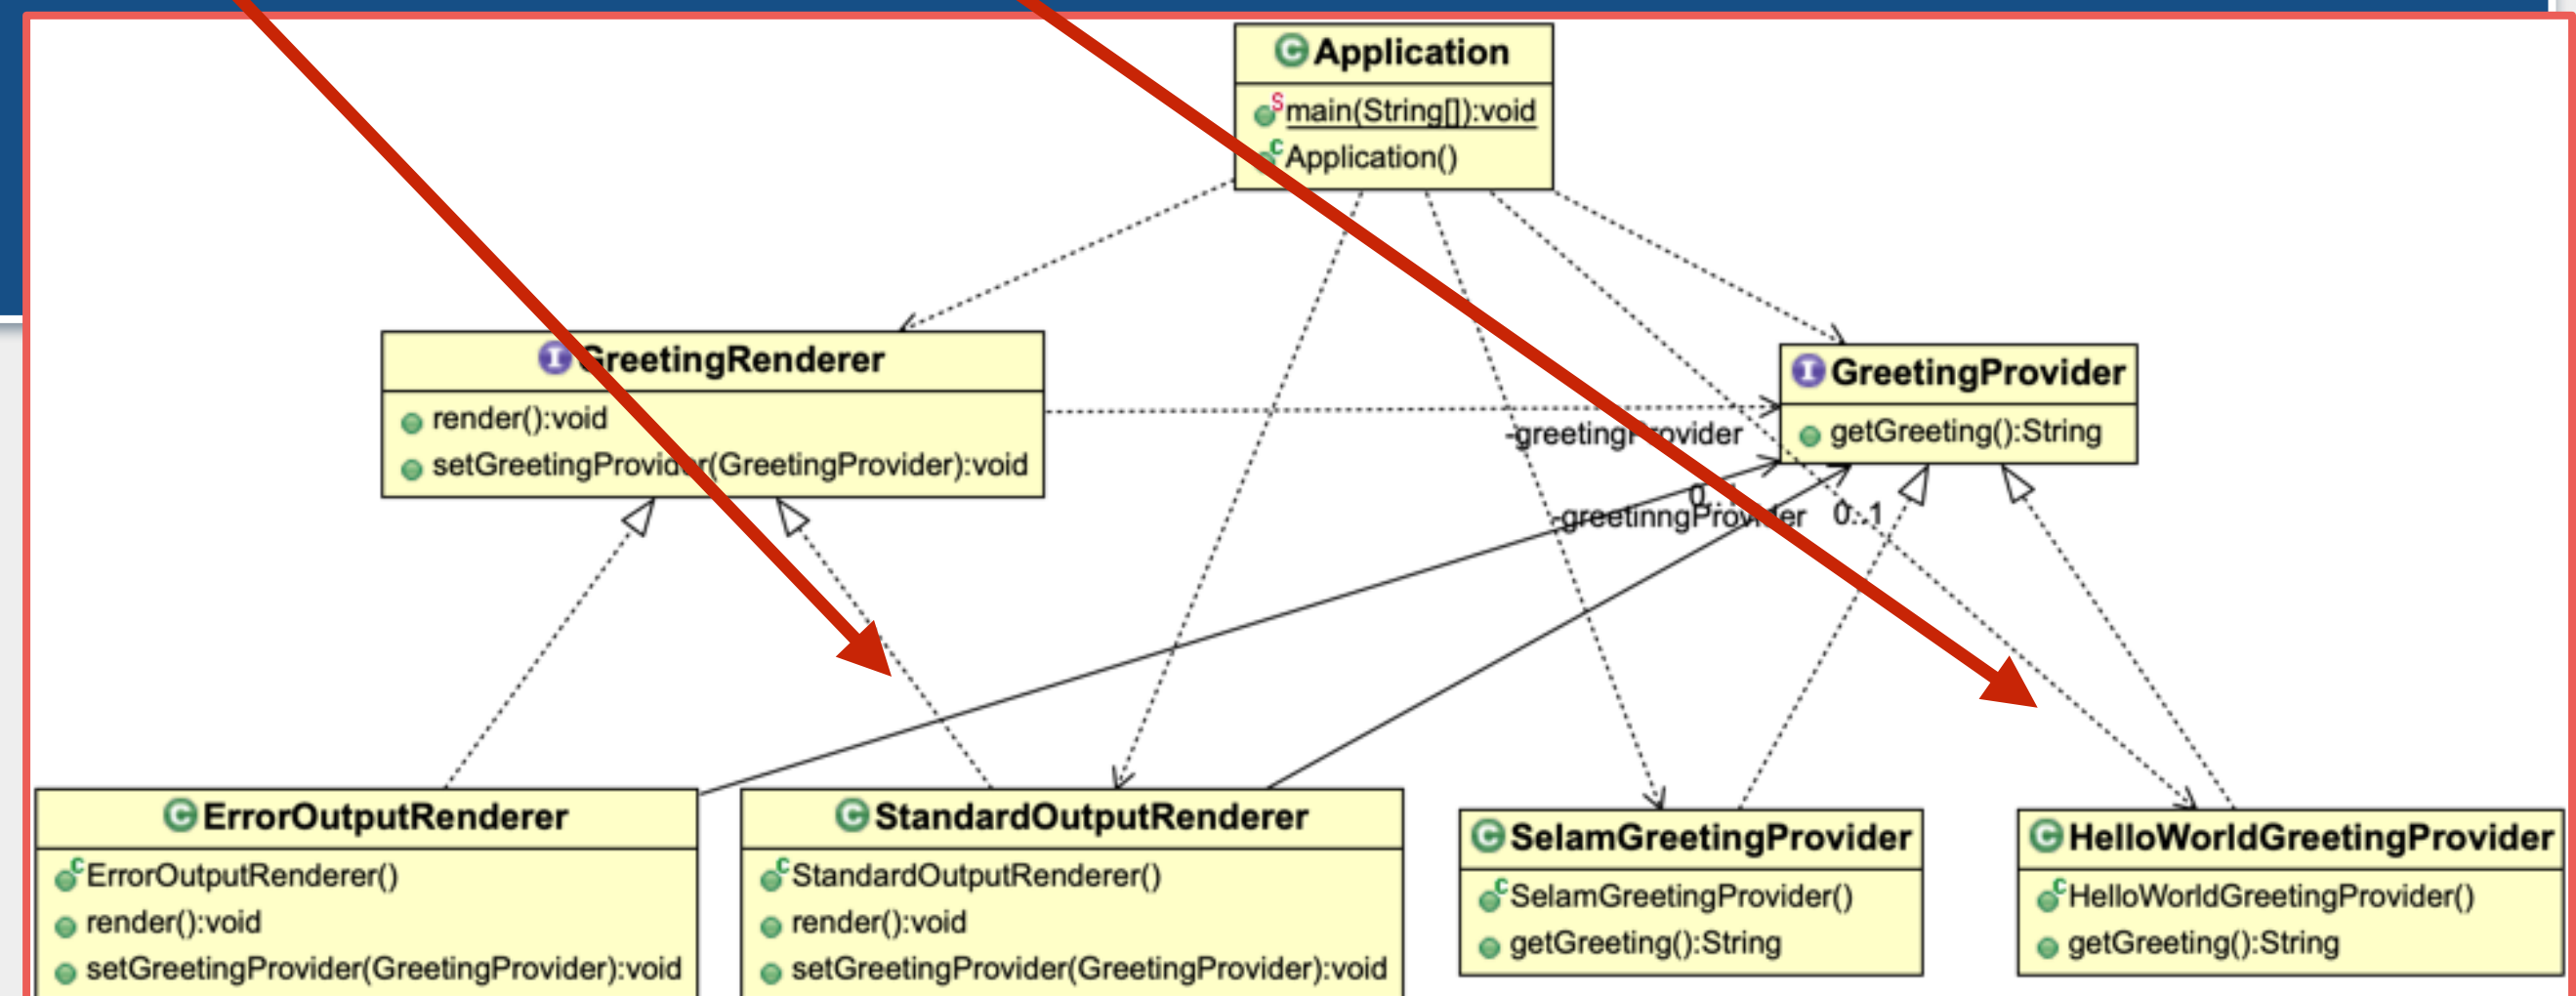 Application
main(String[]):void
Application()
GreetingRenderer
render():void
setGreetingProvider(GreetingProvider):void
GreetingProvider
getGreeting():String
-greetingProvider
0..1
-greetinngProvider
0..1
ErrorOutputRenderer
ErrorOutputRenderer()
render():void
setGreetingProvider(GreetingProvider):void
StandardOutputRenderer
StandardOutputRenderer()
render():void
setGreetingProvider(GreetingProvider):void
SelamGreetingProvider
SelamGreetingProvider()
getGreeting():String
HelloWorldGreetingProvider
HelloWorldGreetingProvider()
getGreeting():String